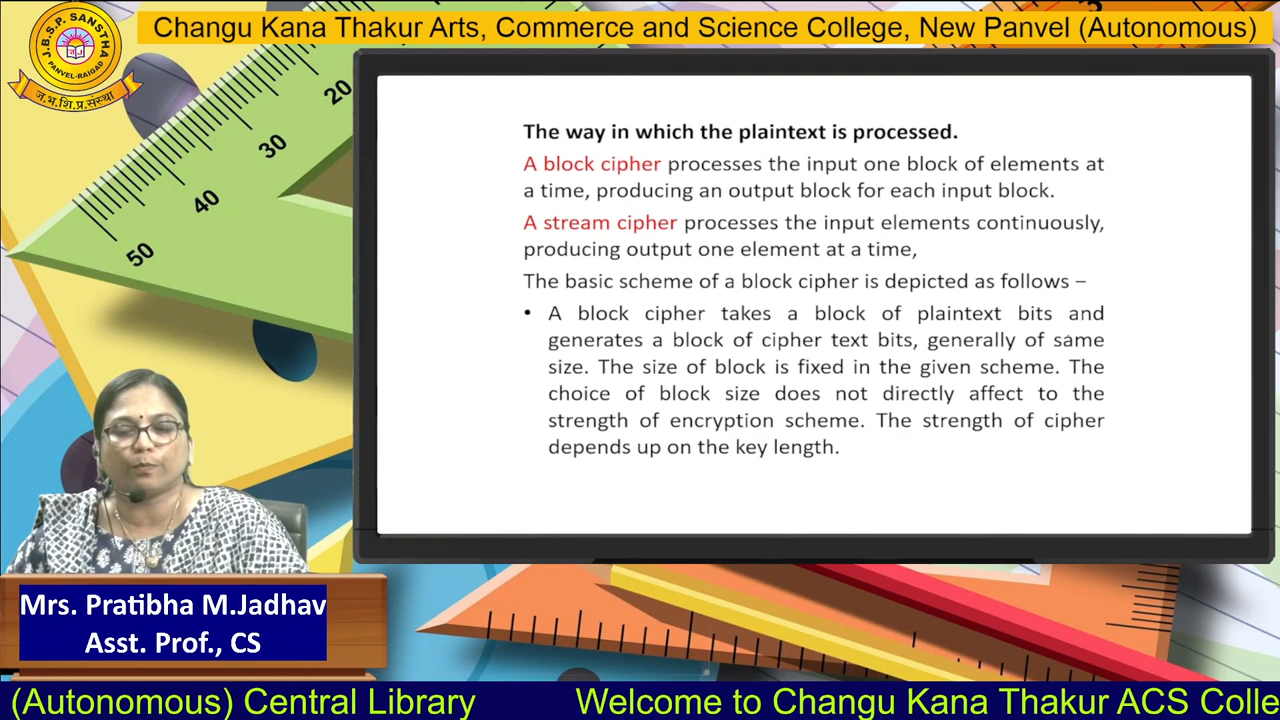 Changu Kana Thakur Arts, Commerce and Science College, New Panvel (Autonomous)
J.B.S.P. SANSTHA
PANVEL-RAIGAD
ज.भ.शि.प्र.संस्था
20
30
40
50
The way in which the plaintext is processed.
A block cipher processes the input one block of elements at
a time, producing an output block for each input block.
A stream cipher processes the input elements continuously,
producing output one element at a time,
The basic scheme of a block cipher is depicted as follows –
• A block cipher takes a block of plaintext bits and
generates a block of cipher text bits, generally of same
size. The size of block is fixed in the given scheme. The
choice of block size does not directly affect to the
strength of encryption scheme. The strength of cipher
depends up on the key length.
Mrs. Pratibha M.Jadhav
Asst. Prof., CS
(Autonomous) Central Library Welcome to Changu Kana Thakur ACS Colle